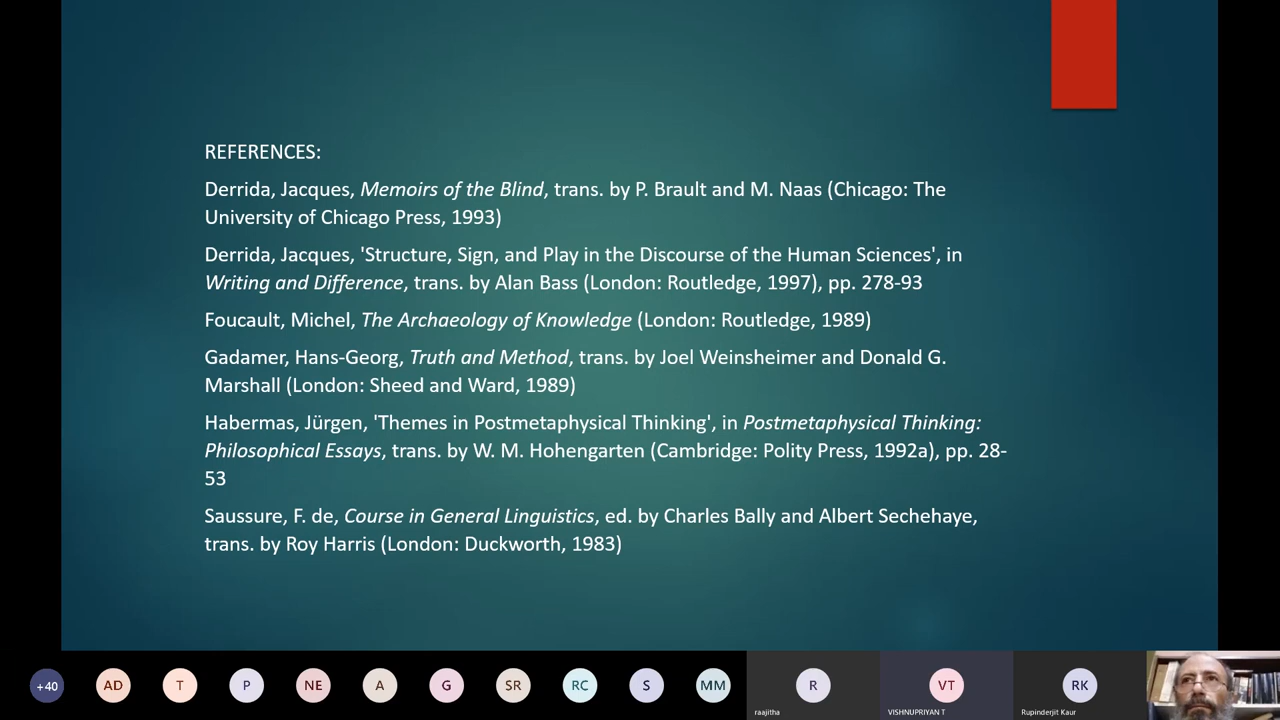 REFERENCES:
Derrida, Jacques, Memoirs of the Blind, trans. by P. Brault and M. Naas (Chicago: The
University of Chicago Press, 1993)
Derrida, Jacques, 'Structure, Sign, and Play in the Discourse of the Human Sciences', in
Writing and Difference, trans. by Alan Bass (London: Routledge, 1997), pp. 278-93
Foucault, Michel, The Archaeology of Knowledge (London: Routledge, 1989)
Gadamer, Hans-Georg, Truth and Method, trans. by Joel Weinsheimer and Donald G.
Marshall (London: Sheed and Ward, 1989)
Habermas, Jürgen, 'Themes in Postmetaphysical Thinking', in Postmetaphysical Thinking:
Philosophical Essays, trans. by W. M. Hohengarten (Cambridge: Polity Press, 1992a), pp. 28-
53
Saussure, F. de, Course in General Linguistics, ed. by Charles Bally and Albert Sechehaye,
trans. by Roy Harris (London: Duckworth, 1983)
+40 AD T P NE A G SR RC S MM R VT RK
raajitha VISHNUPRIYAN T Rupinderjit Kaur